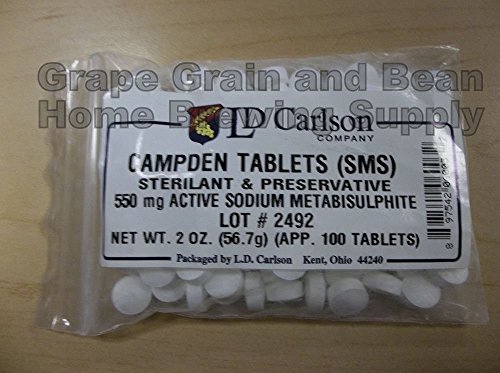 Grape Grain and Bean
Home Brewing Supply
LD Carlson
COMPANY
CAMPDEN TABLETS (SMS)
STERILANT & PRESERVATIVE
550 mg ACTIVE SODIUM METABISULPHITE
LOT # 2492
NET WT. 2 OZ. (56.7g) (APP. 100 TABLETS)
Packaged by L.D. Carlson Kent, Ohio 44240